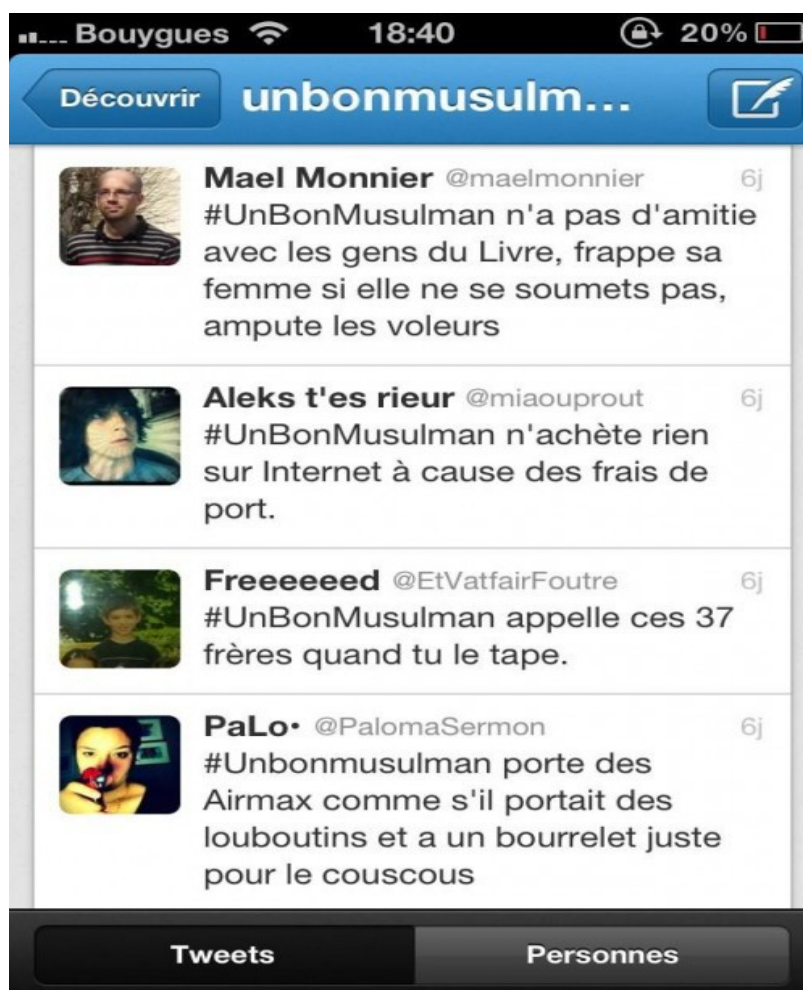 Bouygues 18:40 20%
Découvrir unbonmusulm...
Mael Monnier @maelmonnier 6j
#UnBonMusulman n'a pas d'amitie
avec les gens du Livre, frappe sa
femme si elle ne se soumets pas,
ampute les voleurs
Aleks t'es rieur @miaouprout 6j
#UnBonMusulman n'achète rien
sur Internet à cause des frais de
port.
Freeeeeed @EtVatfairFoutre 6j
#UnBonMusulman appelle ces 37
frères quand tu le tape.
PaLo• @PalomaSermon 6j
#Unbonmusulman porte des
Airmax comme s'il portait des
louboutins et a un bourrelet juste
pour le couscous
Tweets Personnes